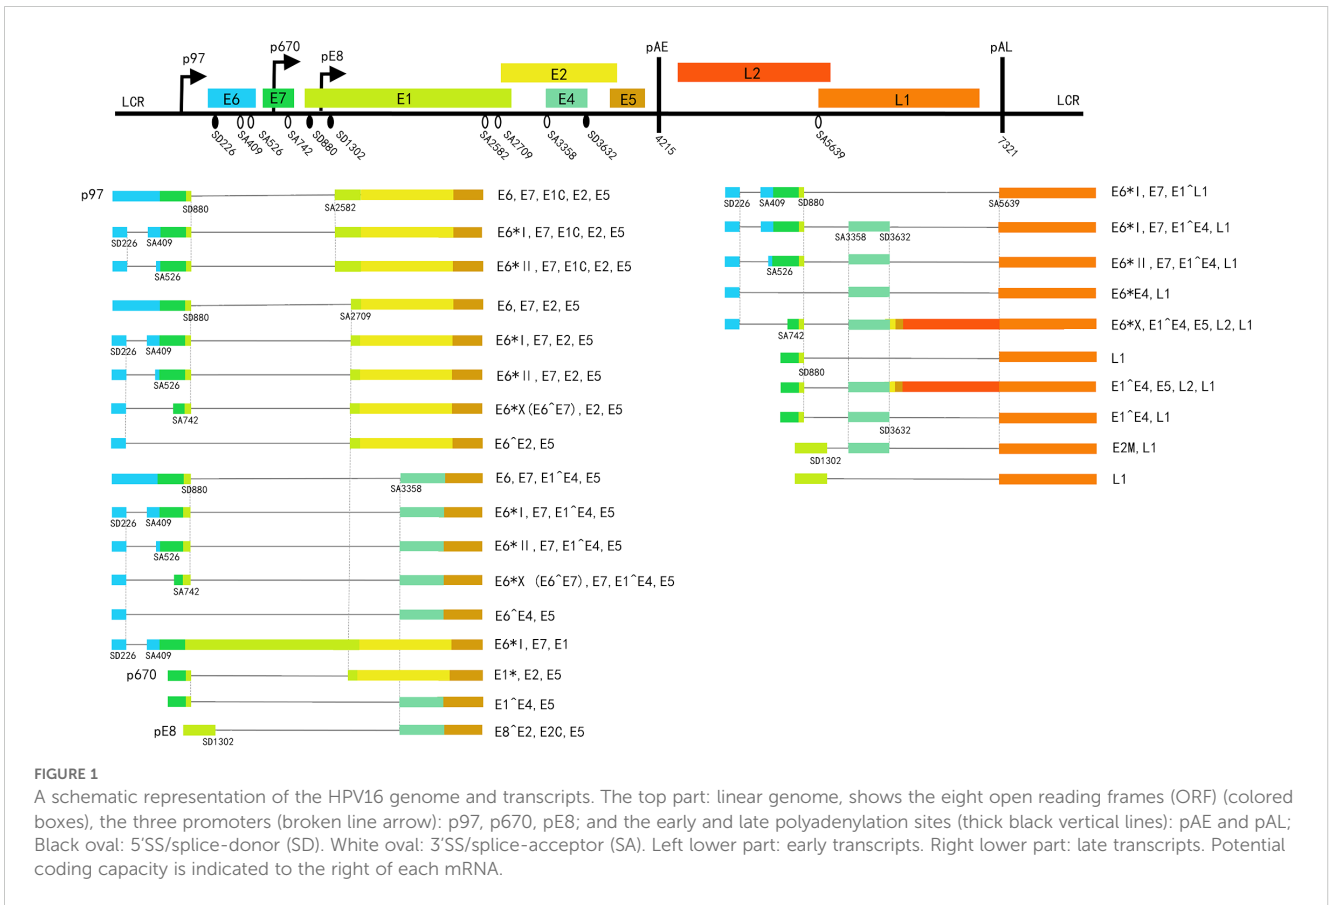 p97
p670
pE8
pAE
pAL
E2
L2
LCR
E6
E7
E1
E4
E5
L1
LCR
SD226
SA409
SA526
SA742
SD880
SD1302
SA2582
SA2709
SA3358
SD3632
4215
SA5639
7321
p97
E6, E7, E1C, E2, E5
SD880
SA2582
E6*I, E7, E1C, E2, E5
SD226
SA409
E6*II, E7, E1C, E2, E5
SA526
E6, E7, E2, E5
SD880
SA2709
E6*I, E7, E2, E5
SD226
SA409
E6*II, E7, E2, E5
SA526
E6*X(E6^E7), E2, E5
SA742
E6^E2, E5
E6, E7, E1^E4, E5
SD880
SA3358
E6*I, E7, E1^E4, E5
SD226
SA409
E6*II, E7, E1^E4, E5
SA526
E6*X (E6^E7), E7, E1^E4, E5
SA742
E6^E4, E5
E6*I, E7, E1
SD226
SA409
p670
E1*, E2, E5
E1^E4, E5
pE8
E8^E2, E2C, E5
SD1302
E6*I, E7, E1^L1
SD226
SA409
SD880
SA5639
E6*I, E7, E1^E4, L1
SA3358
SD3632
E6*II, E7, E1^E4, L1
SA526
E6*E4, L1
E6*X, E1^E4, E5, L2, L1
SA742
L1
SD880
E1^E4, E5, L2, L1
E1^E4, L1
SD3632
E2M, L1
SD1302
L1
FIGURE 1
A schematic representation of the HPV16 genome and transcripts. The top part: linear genome, shows the eight open reading frames (ORF) (colored
boxes), the three promoters (broken line arrow): p97, p670, pE8; and the early and late polyadenylation sites (thick black vertical lines): pAE and pAL;
Black oval: 5’SS/splice-donor (SD). White oval: 3’SS/splice-acceptor (SA). Left lower part: early transcripts. Right lower part: late transcripts. Potential
coding capacity is indicated to the right of each mRNA.